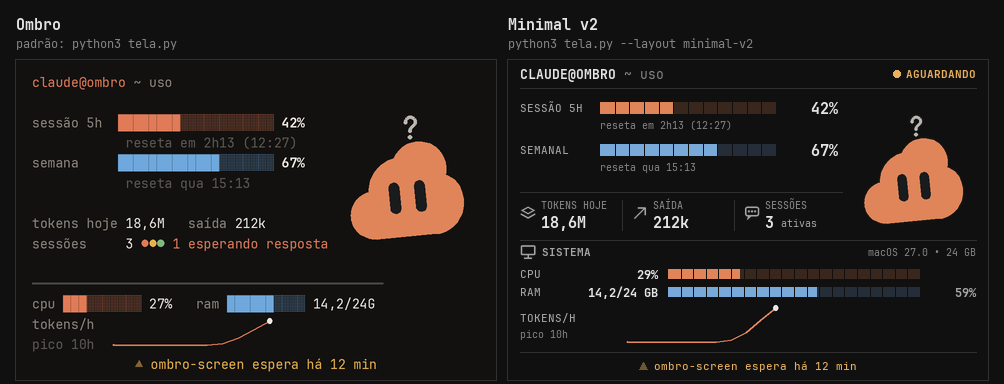 Ombro
padrão: python3 tela.py
claude@ombro ~ uso
?
sessão 5h 42%
reseta em 2h13 (12:27)
semana 67%
reseta qua 15:13
tokens hoje 18,6M saída 212k
sessões 3 1 esperando resposta
cpu 27% ram 14,2/24G
tokens/h
pico 10h
ombro-screen espera há 12 min
Minimal v2
python3 tela.py --layout minimal-v2
CLAUDE@OMBRO ~ USO AGUARDANDO
SESSÃO 5H 42%
reseta em 2h13 (12:27)
?
SEMANAL 67%
reseta qua 15:13
TOKENS HOJE SAÍDA SESSÕES
18,6M 212k 3 ativas
SISTEMA macOS 27.0 • 24 GB
CPU 29%
RAM 14,2/24 GB 59%
TOKENS/H
pico 10h
ombro-screen espera há 12 min